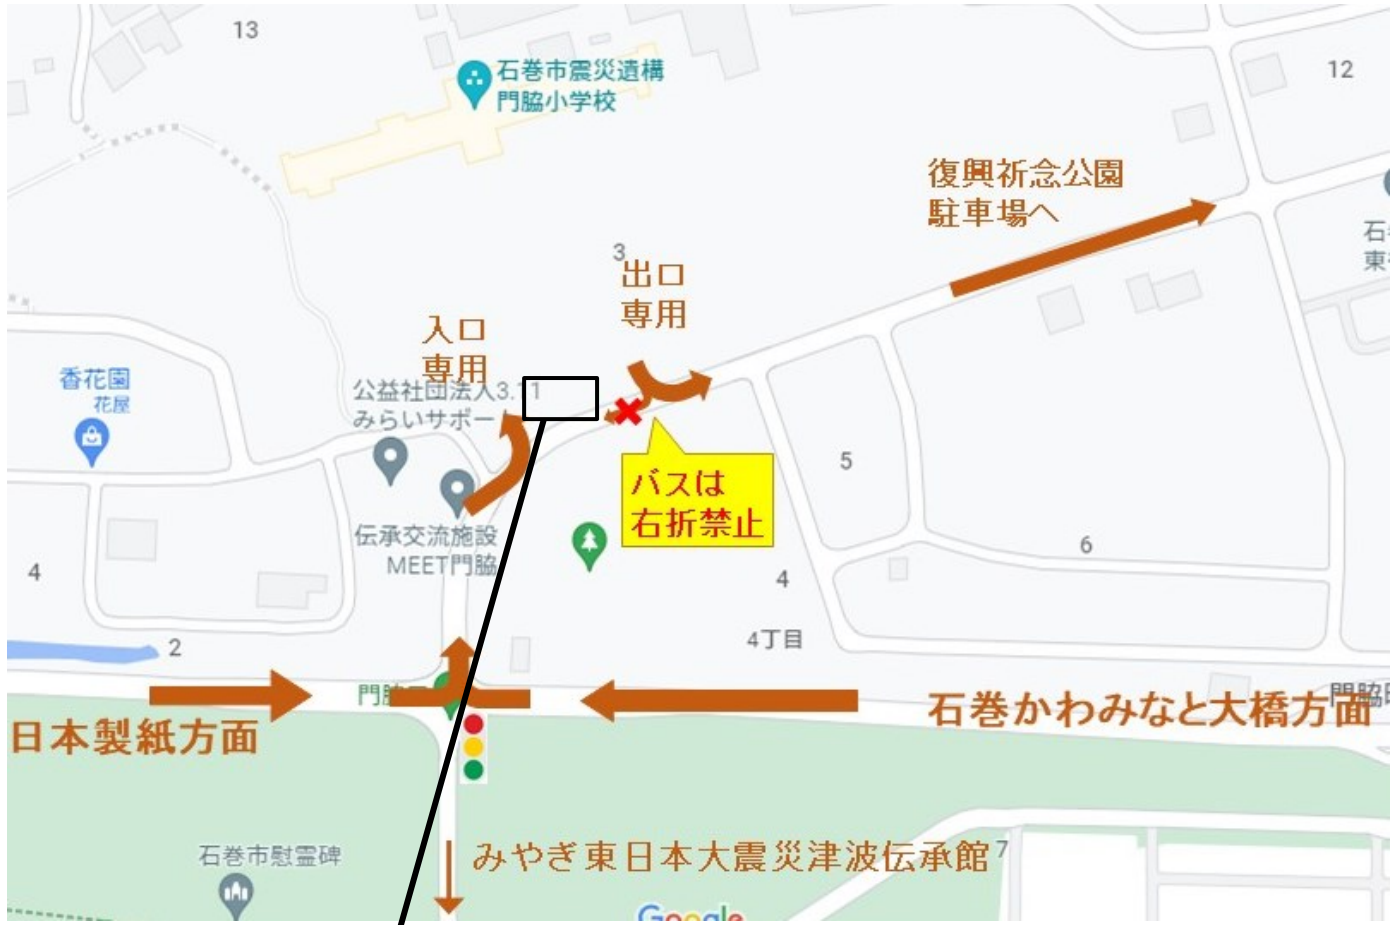 13
石巻市震災遺構
門脇小学校
12
復興祈念公園
駐車場へ
3
出口
専用
入口
専用
香花園
花屋
公益社団法人3.11
みらいサポー
バスは
右折禁止
5
伝承交流施設
MEET門脇
6
4
4
4丁目
2
門脇
日本製紙方面
石巻かわみなと大橋方面
石巻市慰霊碑
みやぎ東日本大震災津波伝承館
7
Google